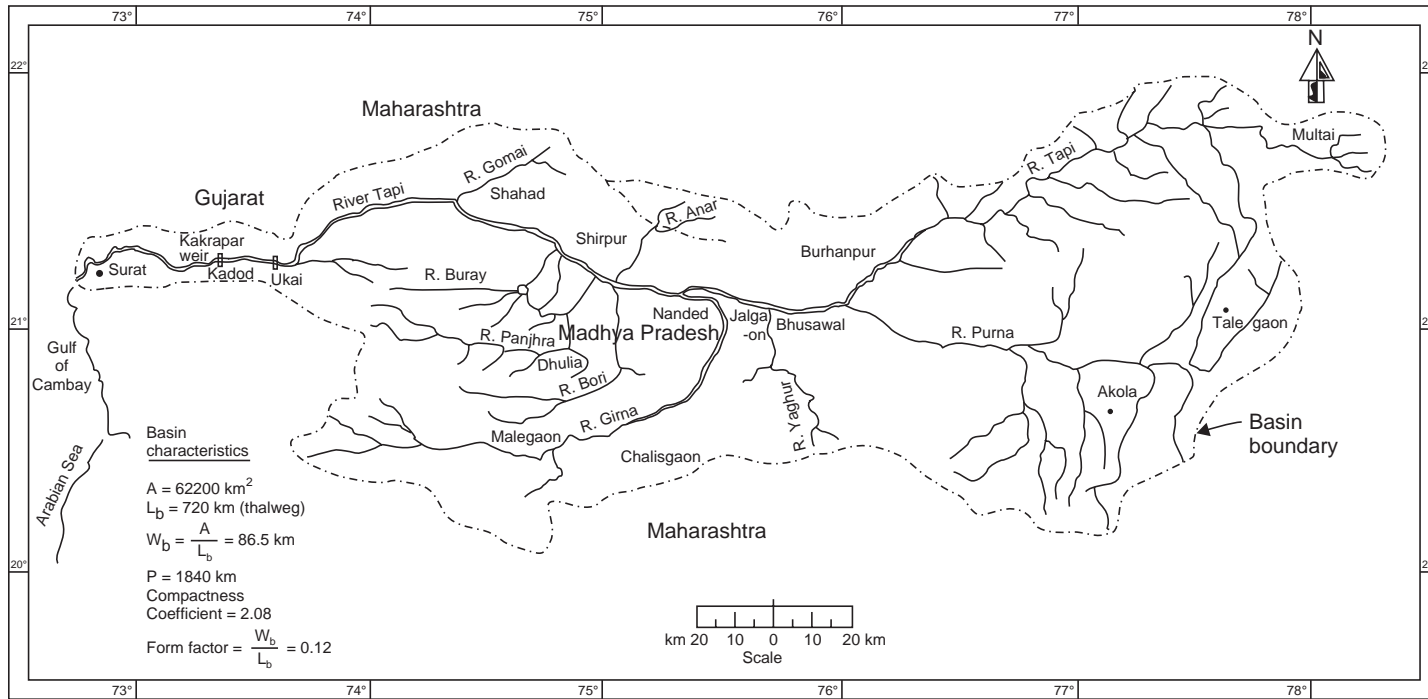 73° 74° 75° 76° 77° 78°
22°
2
N
Maharashtra
Multai
R. Tapi
R. Gomai
River Tapi
Shahad
Gujarat
R. Anar
Shirpur
Burhanpur
Kakrapar
weir
Surat
Kadod
Ukai
R. Buray
21°
2
Nanded
Jalga
-on
Bhusawal
Tale gaon
R. Purna
R. Panjhra
Madhya Pradesh
Gulf
of
Cambay
Dhulia
R. Bori
R. Yaghur
Akola
R. Girna
Malegaon
Chalisgaon
Basin
boundary
Arabian Sea
Maharashtra
Basin
characteristics
A = 62200 km2
Lb = 720 km (thalweg)
Wb = A/Lb = 86.5 km
P = 1840 km
Compactness
Coefficient = 2.08
Form factor = Wb/Lb = 0.12
20°
2
km 20 10 0 10 20 km
Scale
73° 74° 75° 76° 77° 78°